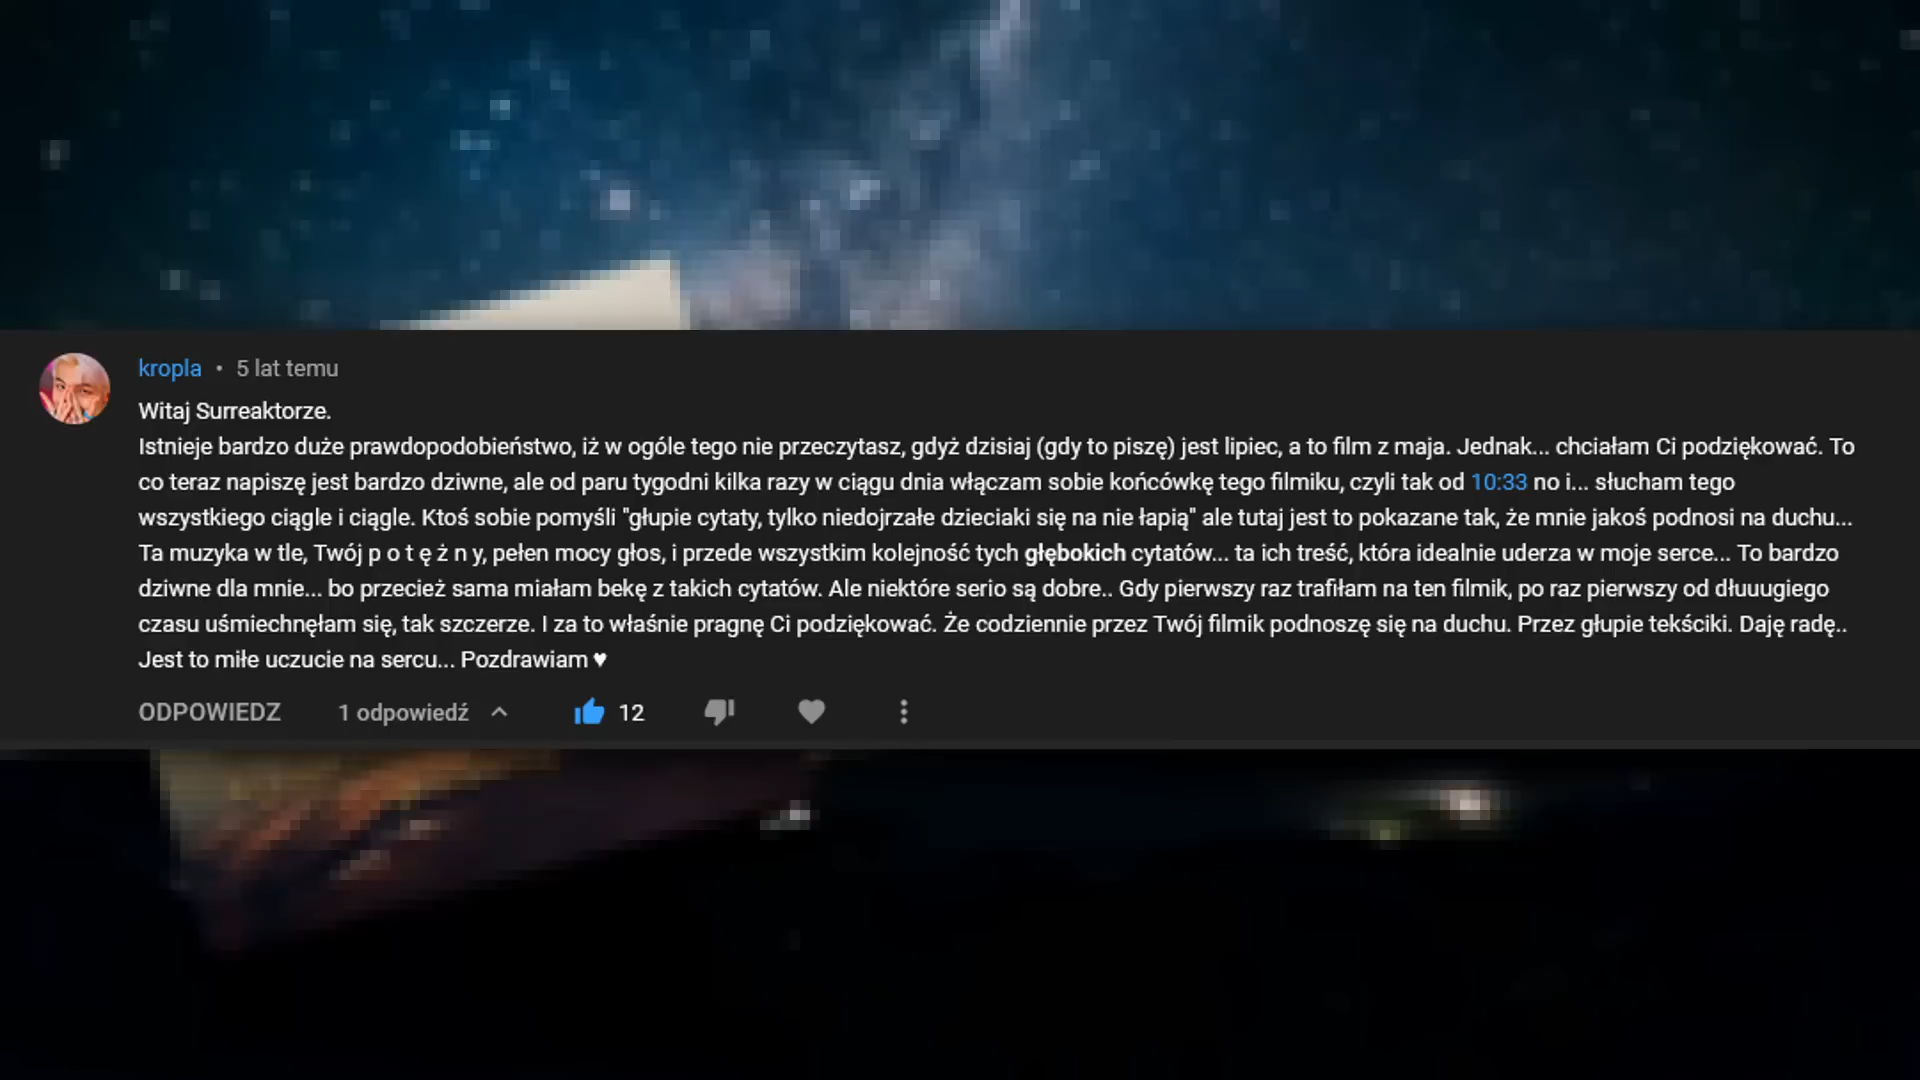 kropla • 5 lat temu
Witaj Surreaktorze.
Istnieje bardzo duże prawdopodobieństwo, iż w ogóle tego nie przeczytasz, gdyż dzisiaj (gdy to piszę) jest lipiec, a to film z maja. Jednak... chciałam Ci podziękować. To
co teraz napiszę jest bardzo dziwne, ale od paru tygodni kilka razy w ciągu dnia włączam sobie końcówkę tego filmiku, czyli tak od 10:33 no i... słucham tego
wszystkiego ciągle i ciągle. Ktoś sobie pomyśli "głupie cytaty, tylko niedojrzałe dzieciaki się na nie łapią" ale tutaj jest to pokazane tak, że mnie jakoś podnosi na duchu...
Ta muzyka w tle, Twój p o t ę ż n y, pełen mocy głos, i przede wszystkim kolejność tych głębokich cytatów... ta ich treść, która idealnie uderza w moje serce... To bardzo
dziwne dla mnie... bo przecież sama miałam bekę z takich cytatów. Ale niektóre serio są dobre.. Gdy pierwszy raz trafiłam na ten filmik, po raz pierwszy od dłuuugiego
czasu uśmiechnęłam się, tak szczerze. I za to właśnie pragnę Ci podziękować. Że codziennie przez Twój filmik podnoszę się na duchu. Przez głupie tekściki. Daję radę..
Jest to miłe uczucie na sercu... Pozdrawiam ♥
ODPOWIEDZ 1 odpowiedź 12